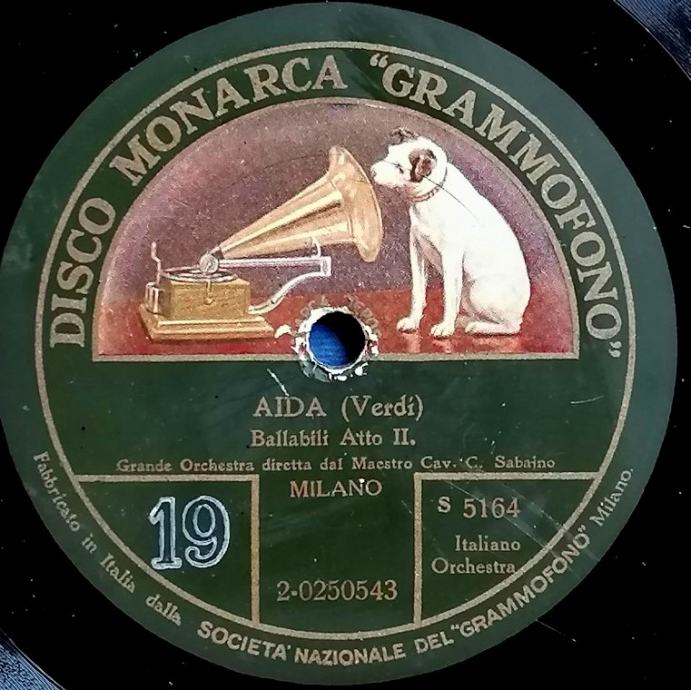 DISCO MONARCA "GRAMMOFONO"
AIDA (Verdi)
Ballabili Atto II.
Grande Orchestra diretta dal Maestro Cav. C. Sabajno
MILANO
19
S 5164
Italiano
Orchestra
2-0250543
Fabbricato in Italia dalla SOCIETA' NAZIONALE DEL "GRAMMOFONO" Milano.